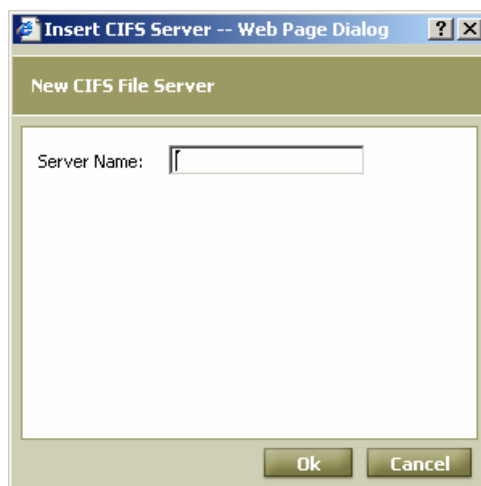 Insert CIFS Server -- Web Page Dialog ? X
New CIFS File Server
Server Name:
Ok Cancel